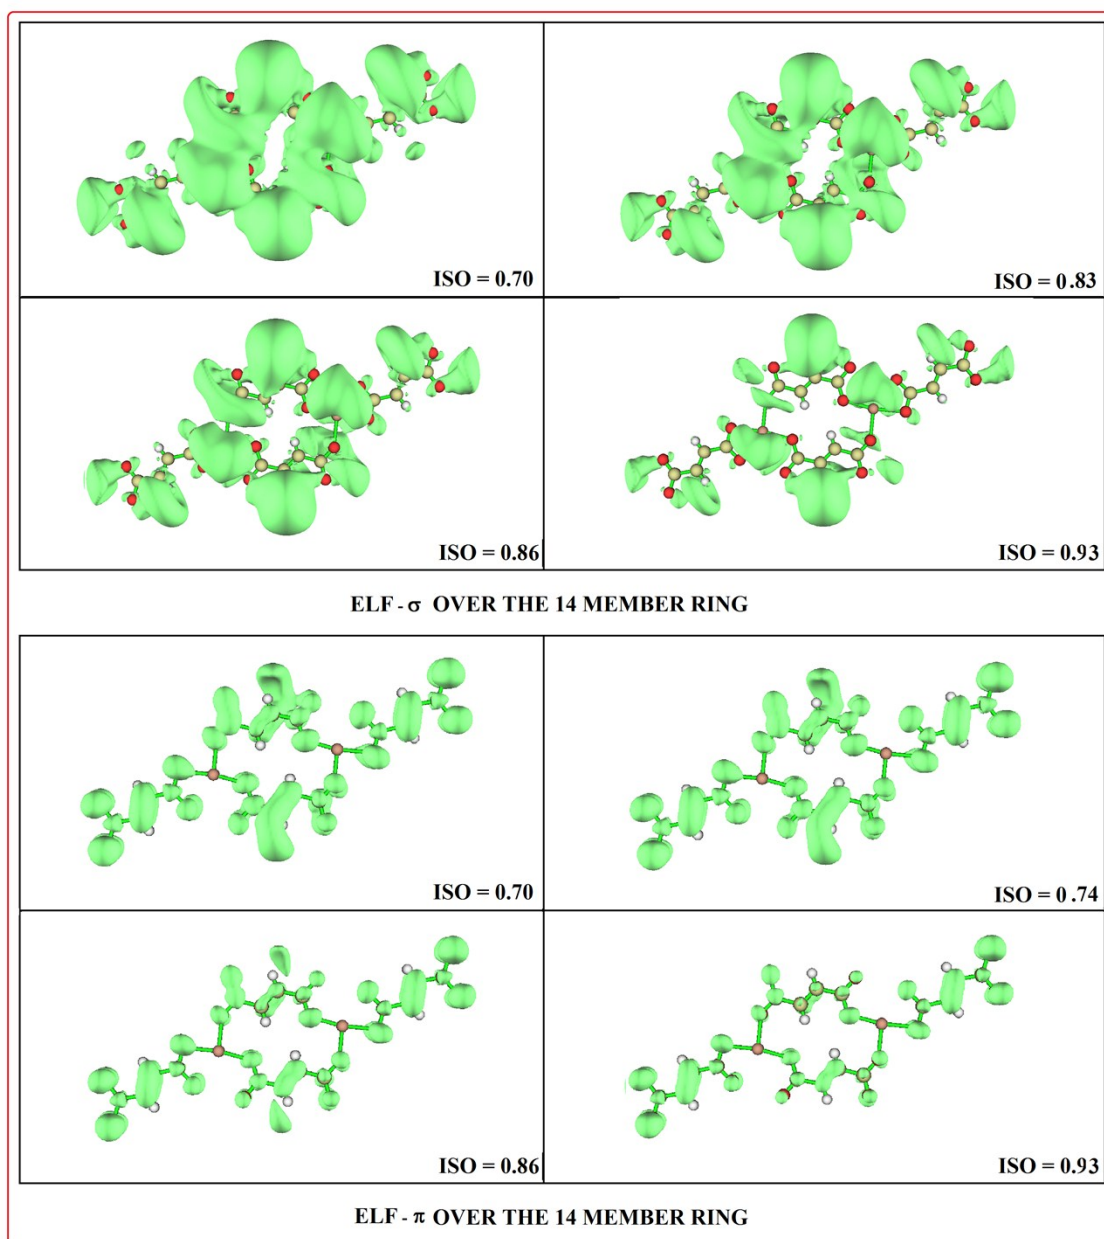 ISO = 0.70
ISO = 0.83
ISO = 0.86
ISO = 0.93
ELF - σ OVER THE 14 MEMBER RING
ISO = 0.70
ISO = 0.74
ISO = 0.86
ISO = 0.93
ELF - π OVER THE 14 MEMBER RING